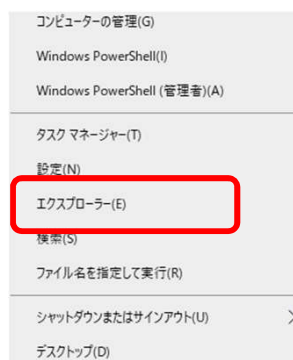 コンピューターの管理(G)
Windows PowerShell(I)
Windows PowerShell (管理者)(A)
タスク マネージャー(T)
設定(N)
エクスプローラー(E)
検索(S)
ファイル名を指定して実行(R)
シャットダウンまたはサインアウト(U)
デスクトップ(D)